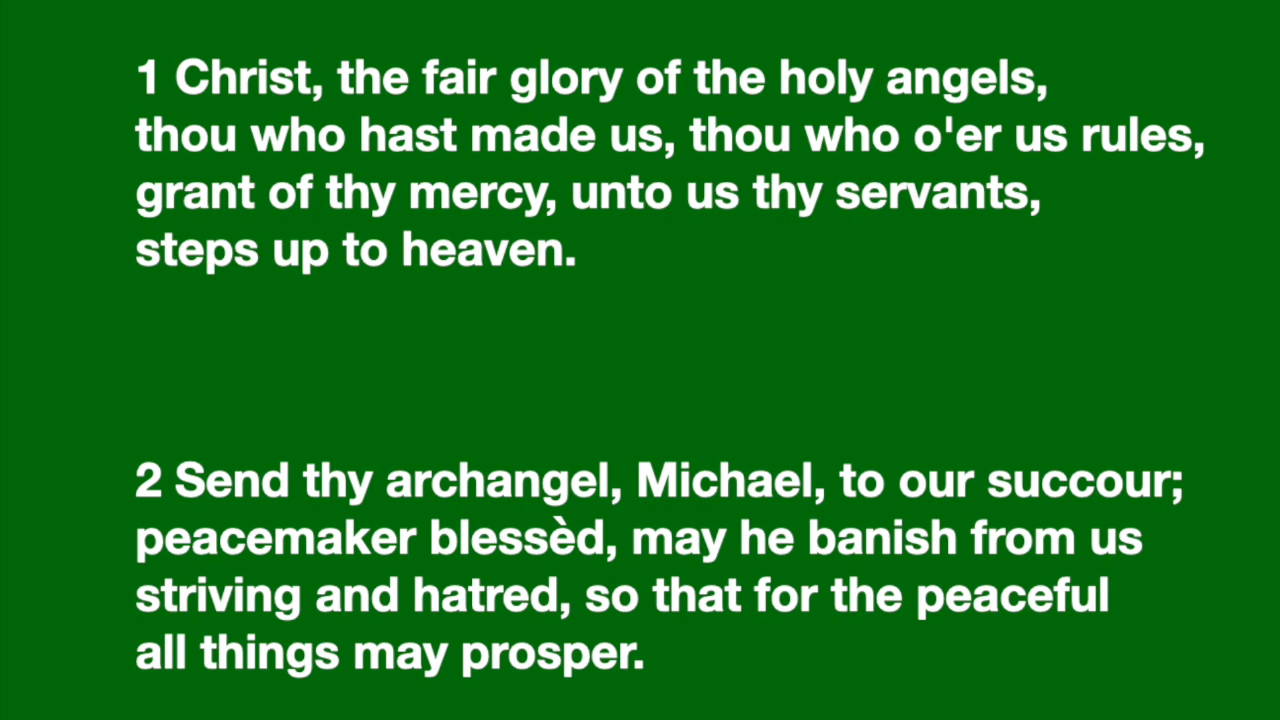 1 Christ, the fair glory of the holy angels,
thou who hast made us, thou who o'er us rules,
grant of thy mercy, unto us thy servants,
steps up to heaven.
2 Send thy archangel, Michael, to our succour;
peacemaker blessèd, may he banish from us
striving and hatred, so that for the peaceful
all things may prosper.